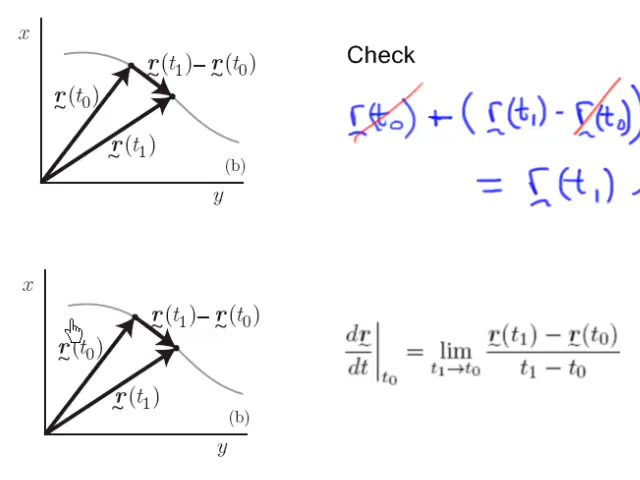 x
r(t₀)
r(t₁) − r(t₀)
r(t₁)
(b)
y
Check
r(t₀) + (r(t₁) - r(t₀))
= r(t₁)
x
r(t₀)
r(t₁) − r(t₀)
r(t₁)
(b)
y
dr/dt|t₀ = lim t₁→t₀ r(t₁) − r(t₀) / t₁ − t₀